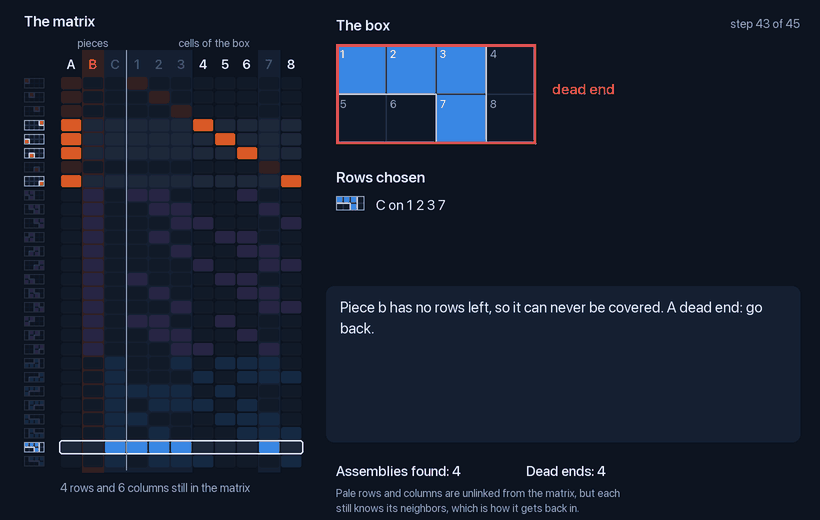 The matrix
pieces
cells of the box
A B C 1 2 3 4 5 6 7 8
4 rows and 6 columns still in the matrix
The box
step 43 of 45
1 2 3 4
5 6 7 8
dead end
Rows chosen
C on 1 2 3 7
Piece b has no rows left, so it can never be covered. A dead end: go
back.
Assemblies found: 4
Dead ends: 4
Pale rows and columns are unlinked from the matrix, but each
still knows its neighbors, which is how it gets back in.